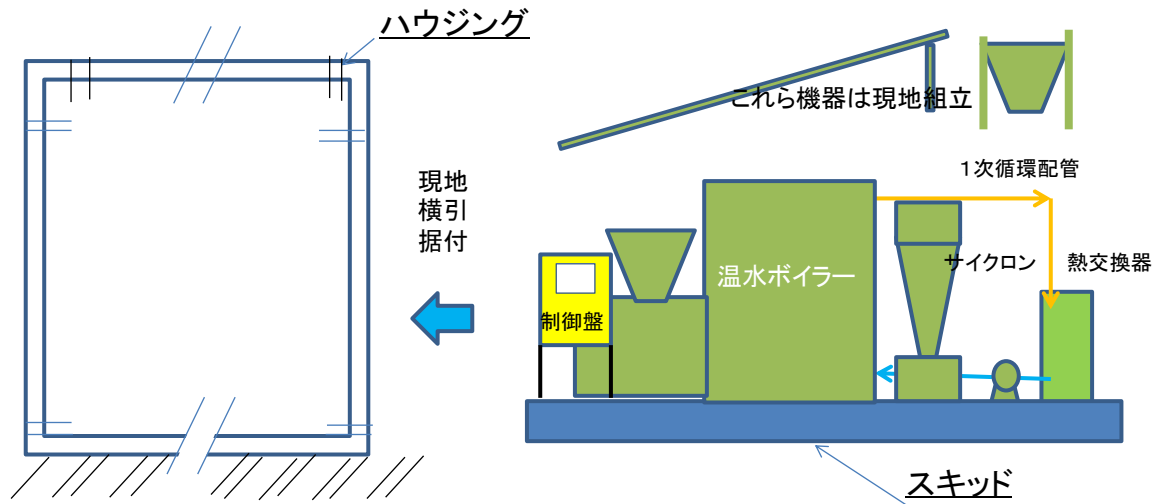 ハウジング
これら機器は現地組立
現地
横引
据付
1次循環配管
サイクロン
熱交換器
温水ボイラー
制御盤
スキッド